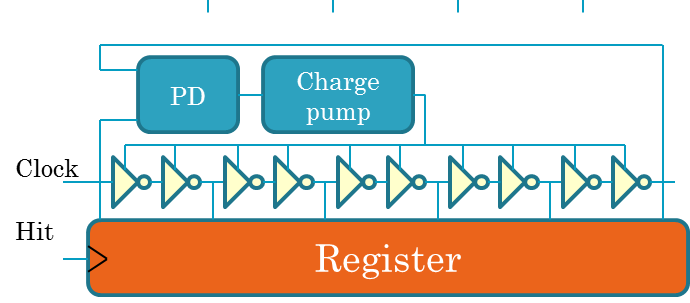 PD
Charge
pump
Clock
Hit
Register